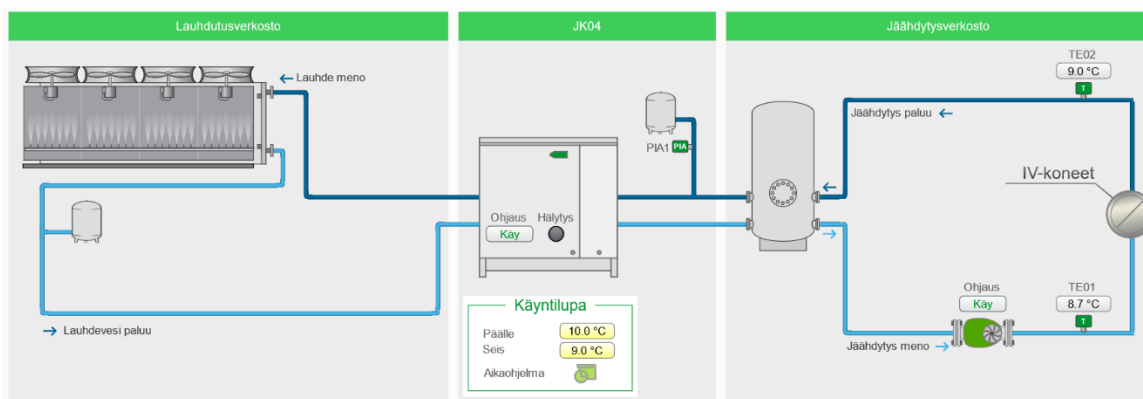 Lauhdutusverkosto
JK04
Jäähdytysverkosto
TE02
9.0 °C
T
Lauhde meno
Jäähdytys paluu
PIA1 PIA
IV-koneet
Ohjaus Hälytys
Käy
Ohjaus
Käy
TE01
8.7 °C
T
Käyntilupa
Päälle 10.0 °C
Seis 9.0 °C
Aikaohjelma
Lauhdevesi paluu
Jäähdytys meno